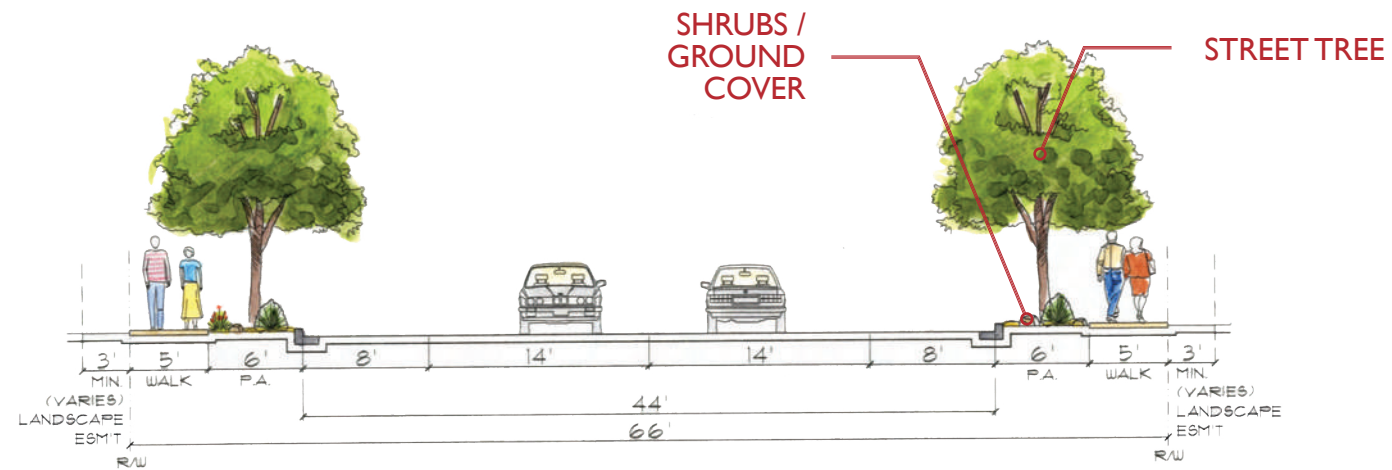 SHRUBS /
GROUND
COVER
STREET TREE
3' 5' 6' 8' 14' 14' 8' 6' 5' 3'
MIN. WALK P.A. P.A. WALK MIN.
(VARIES)
LANDSCAPE
ESM'T
(VARIES)
LANDSCAPE
ESM'T
44'
66'
R/W
R/W